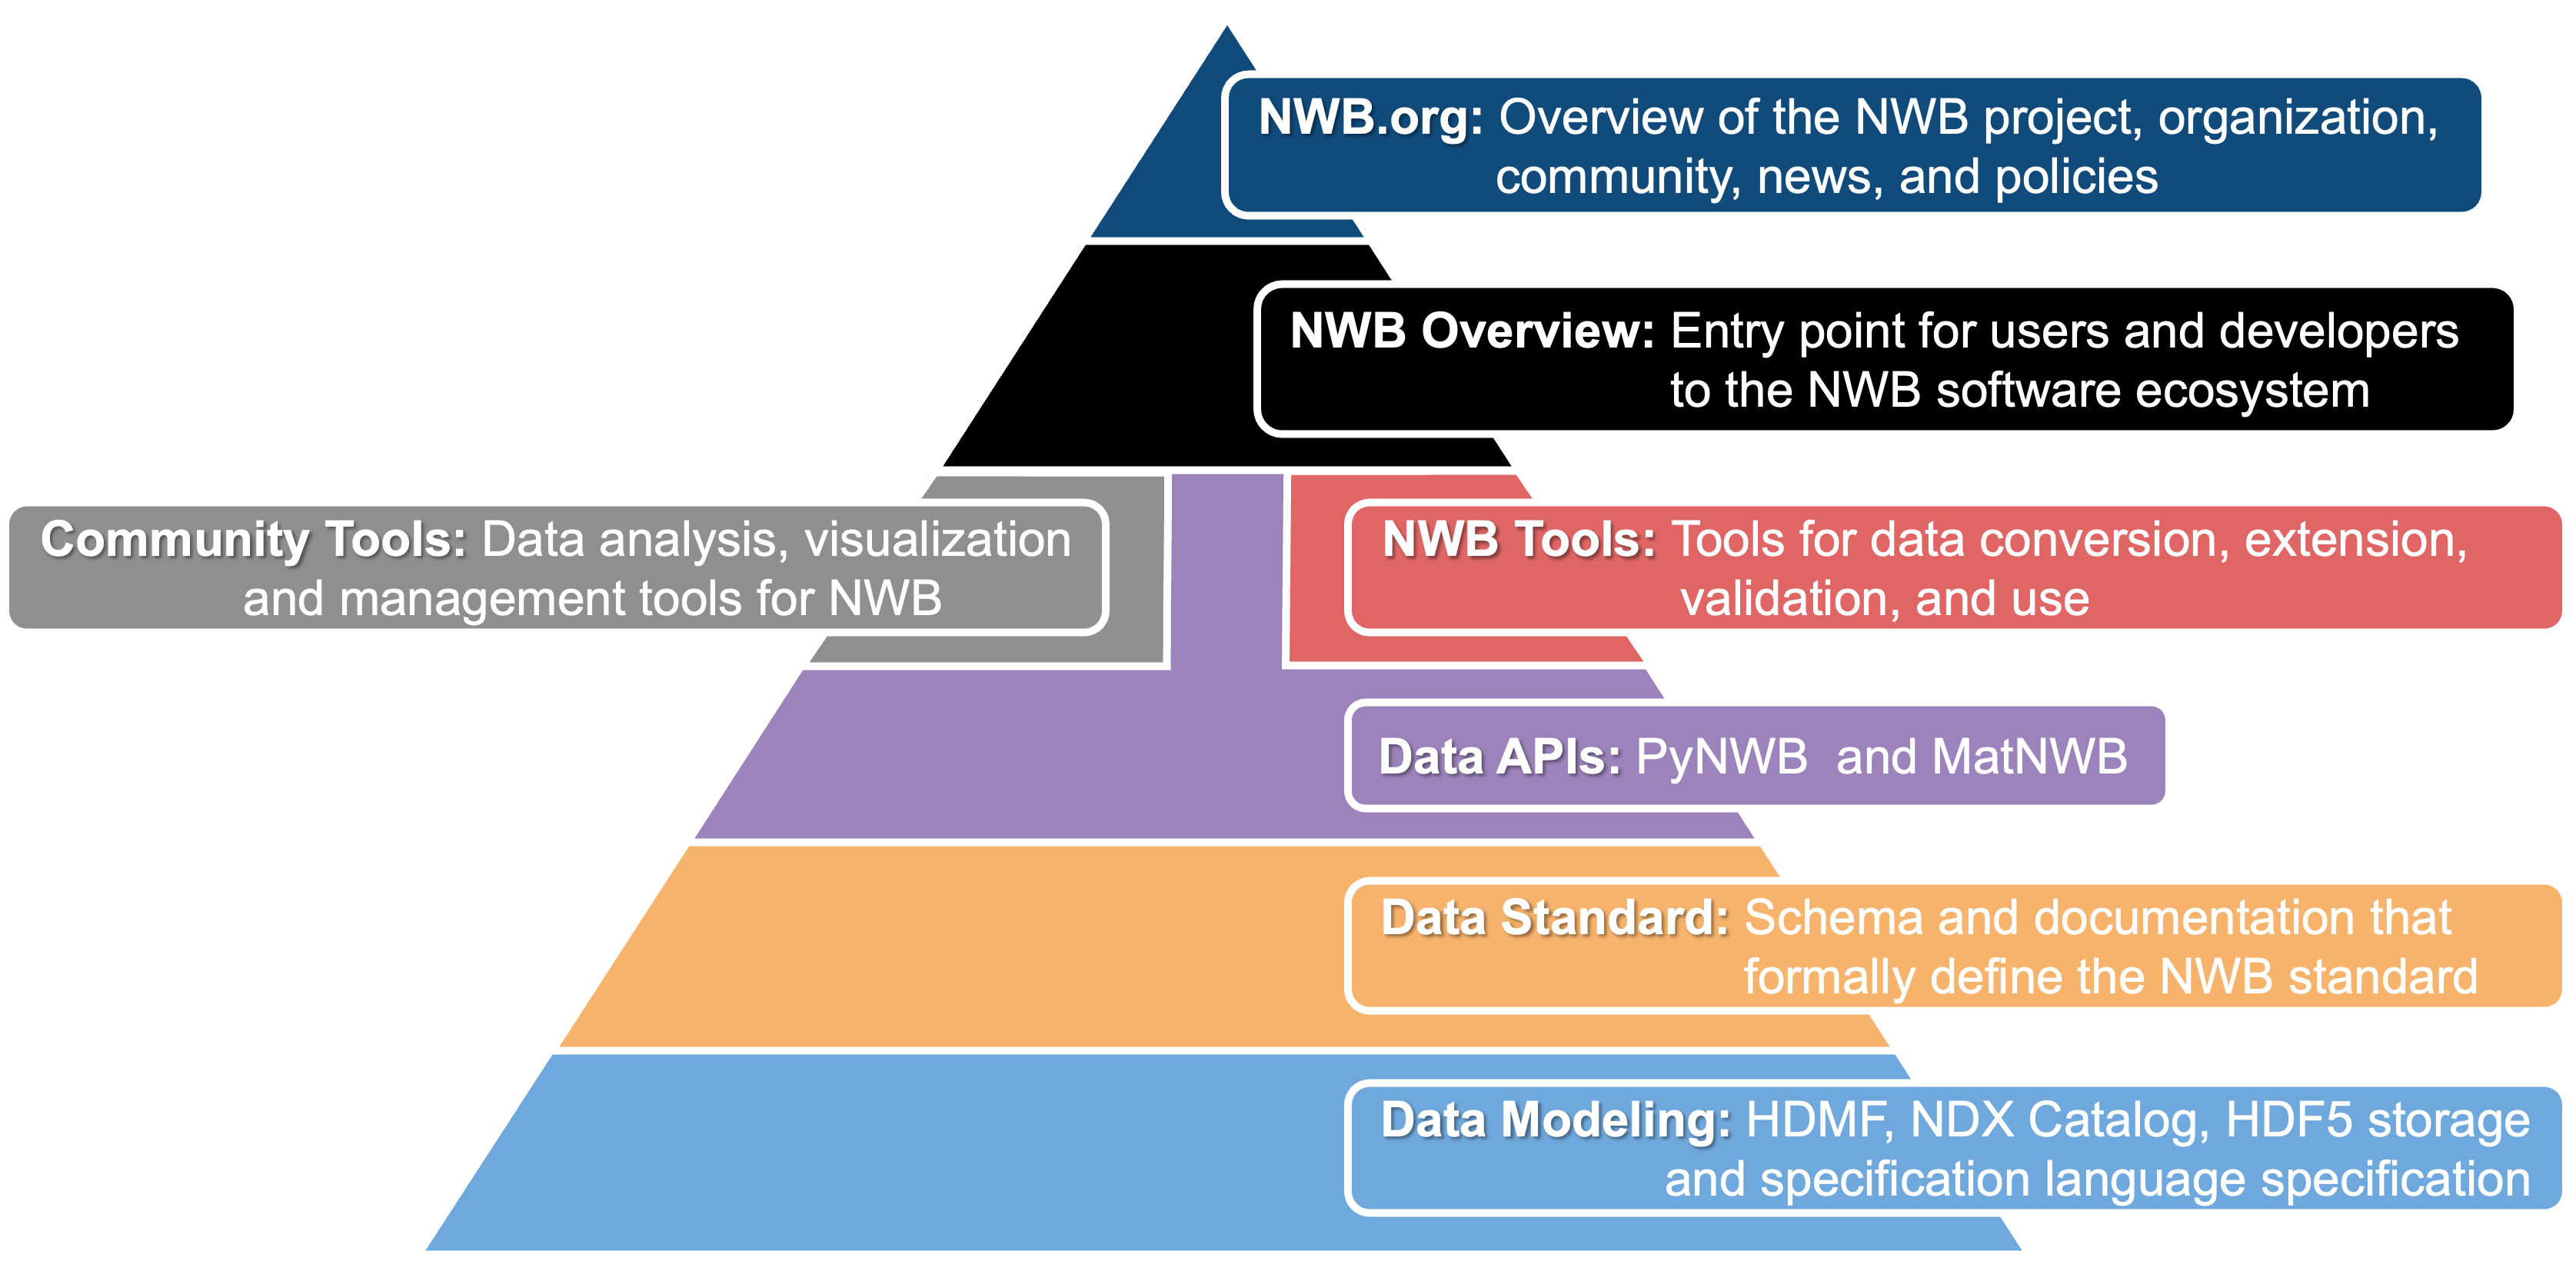 NWB.org: Overview of the NWB project, organization,
community, news, and policies
NWB Overview: Entry point for users and developers
to the NWB software ecosystem
Community Tools: Data analysis, visualization
and management tools for NWB
NWB Tools: Tools for data conversion, extension,
validation, and use
Data APIs: PyNWB and MatNWB
Data Standard: Schema and documentation that
formally define the NWB standard
Data Modeling: HDMF, NDX Catalog, HDF5 storage
and specification language specification